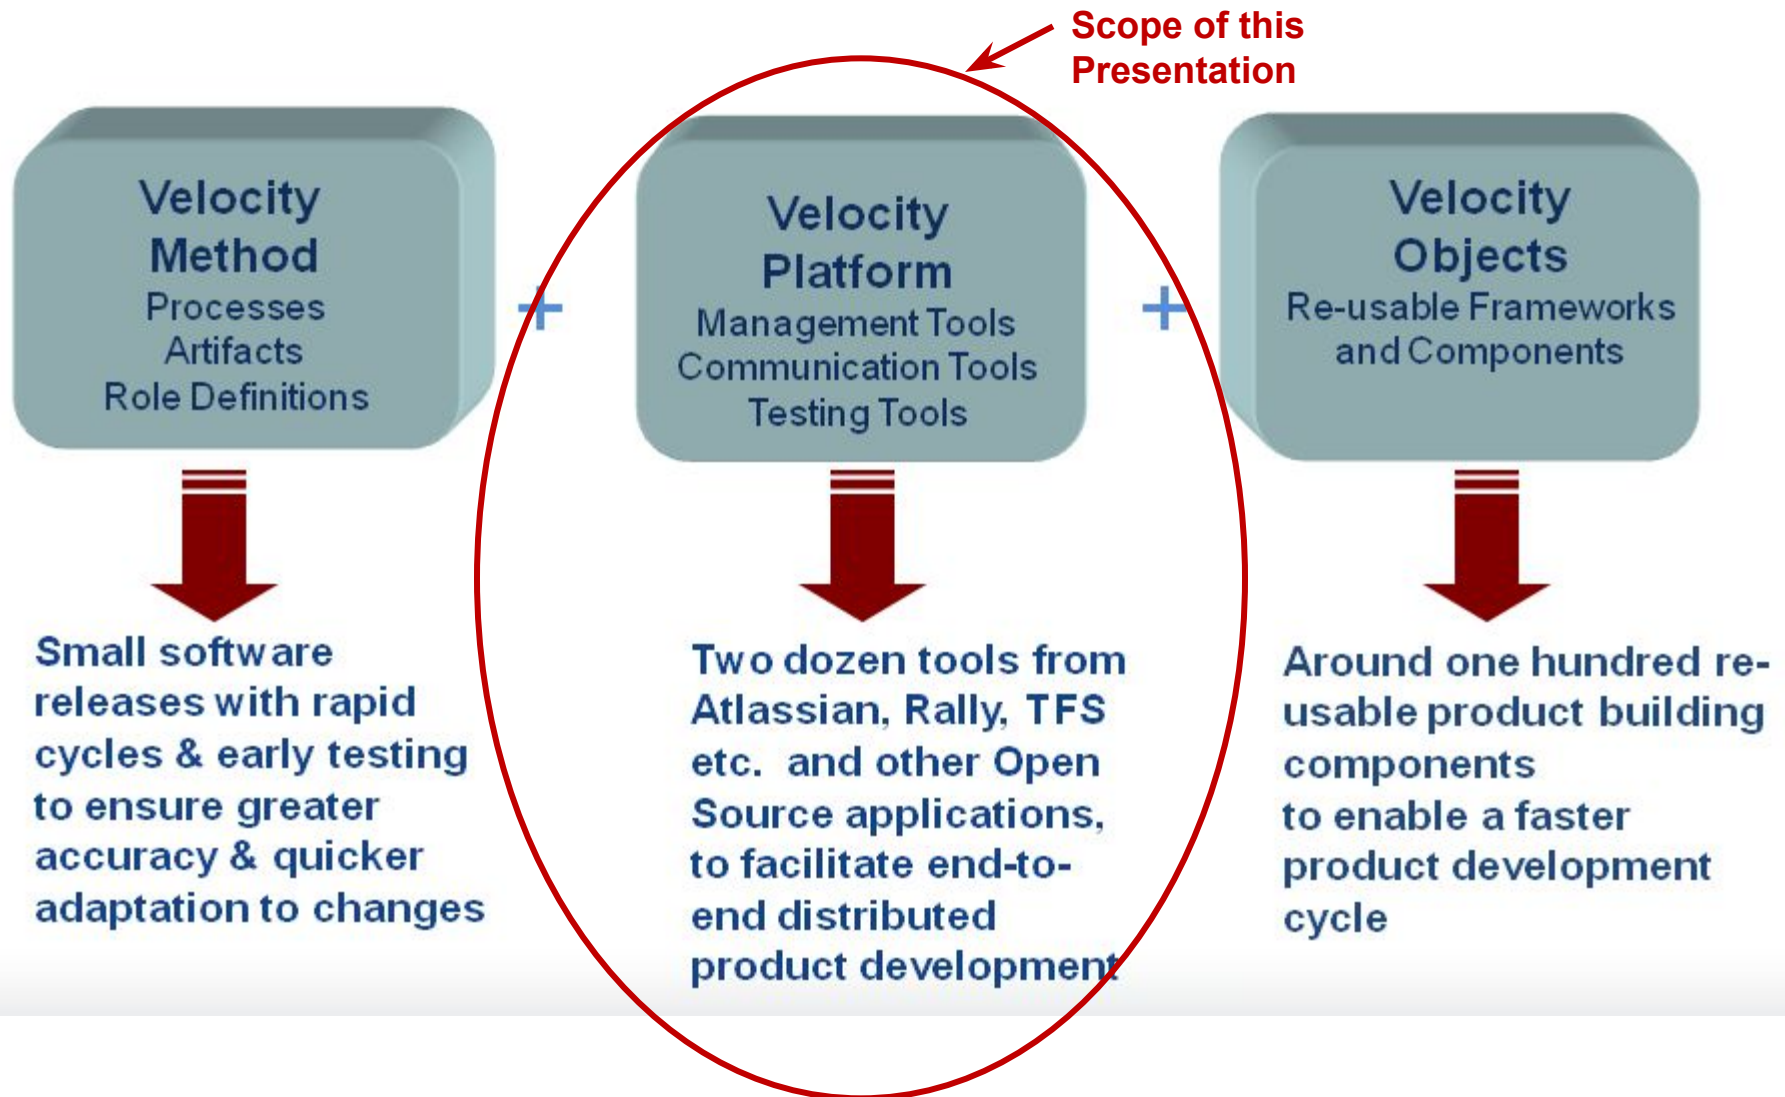 Scope of this
Presentation
Velocity
Method
Processes
Artifacts
Role Definitions
+
Velocity
Platform
Management Tools
Communication Tools
Testing Tools
+
Velocity
Objects
Re-usable Frameworks
and Components
Small software
releases with rapid
cycles & early testing
to ensure greater
accuracy & quicker
adaptation to changes
Two dozen tools from
Atlassian, Rally, TFS
etc. and other Open
Source applications,
to facilitate end-to-
end distributed
product development
Around one hundred re-
usable product building
components
to enable a faster
product development
cycle